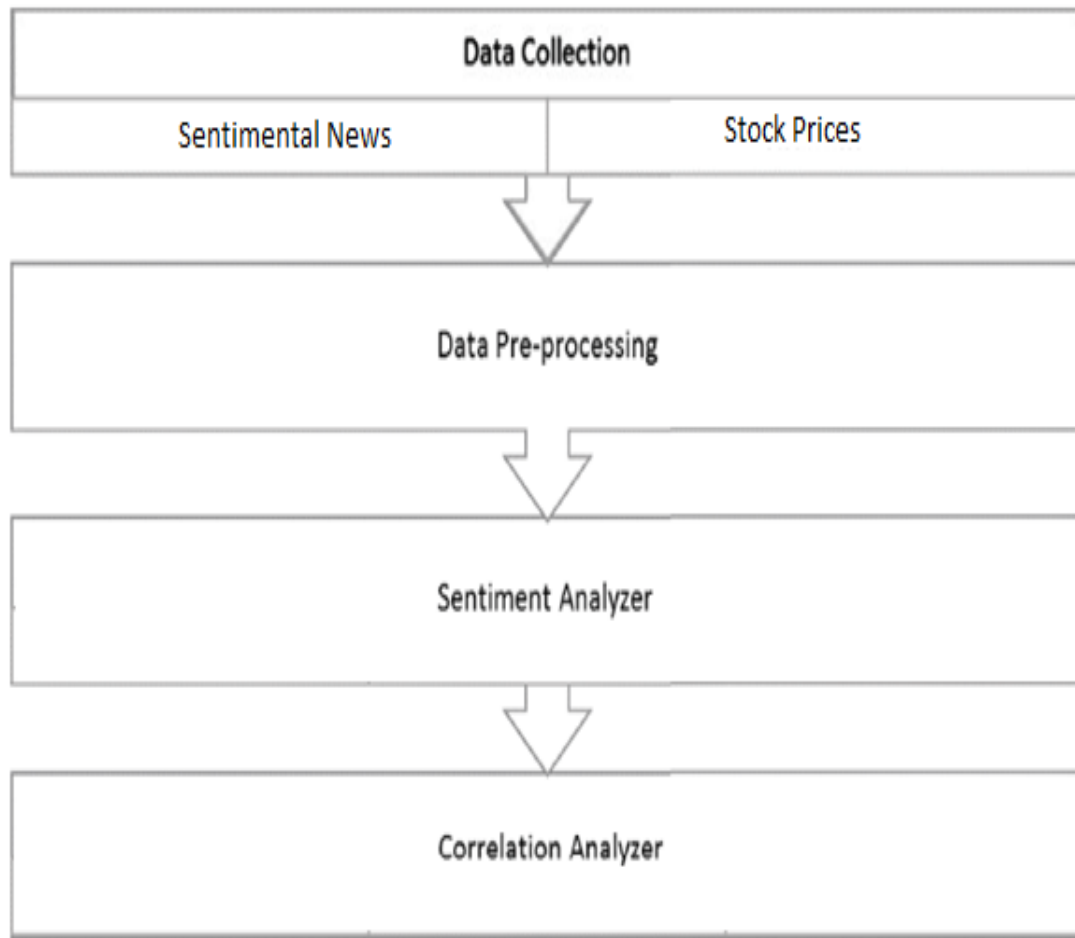 Data Collection
Sentimental News
Stock Prices
Data Pre-processing
Sentiment Analyzer
Correlation Analyzer